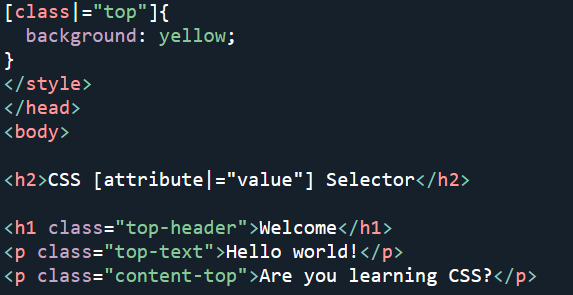 [class|="top"]{
  background: yellow;
}
</style>
</head>
<body>
<h2>CSS [attribute|="value"] Selector</h2>
<h1 class="top-header">Welcome</h1>
<p class="top-text">Hello world!</p>
<p class="content-top">Are you learning CSS?</p>